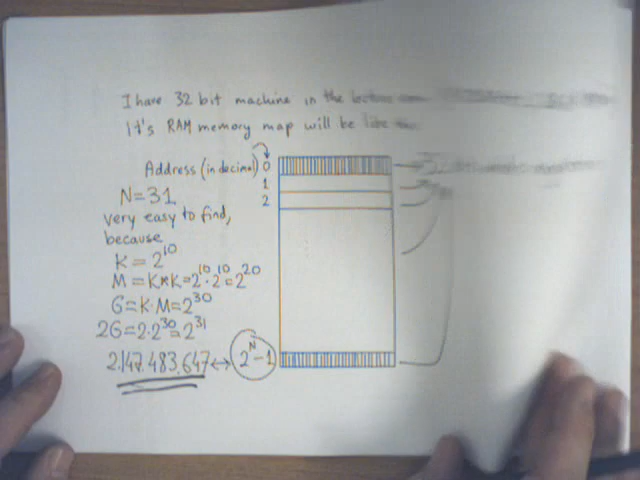 I have 32 bit machine in the
It's RAM memory map will be like
Address (in decimal) 0
1
2
N=31
very easy to find,
because
K = 2^10
M = K*K = 2^10 · 2^10 = 2^20
G = K·M = 2^30
2G = 2·2^30 = 2^31
2.147.483.647 ↔ 2^N - 1